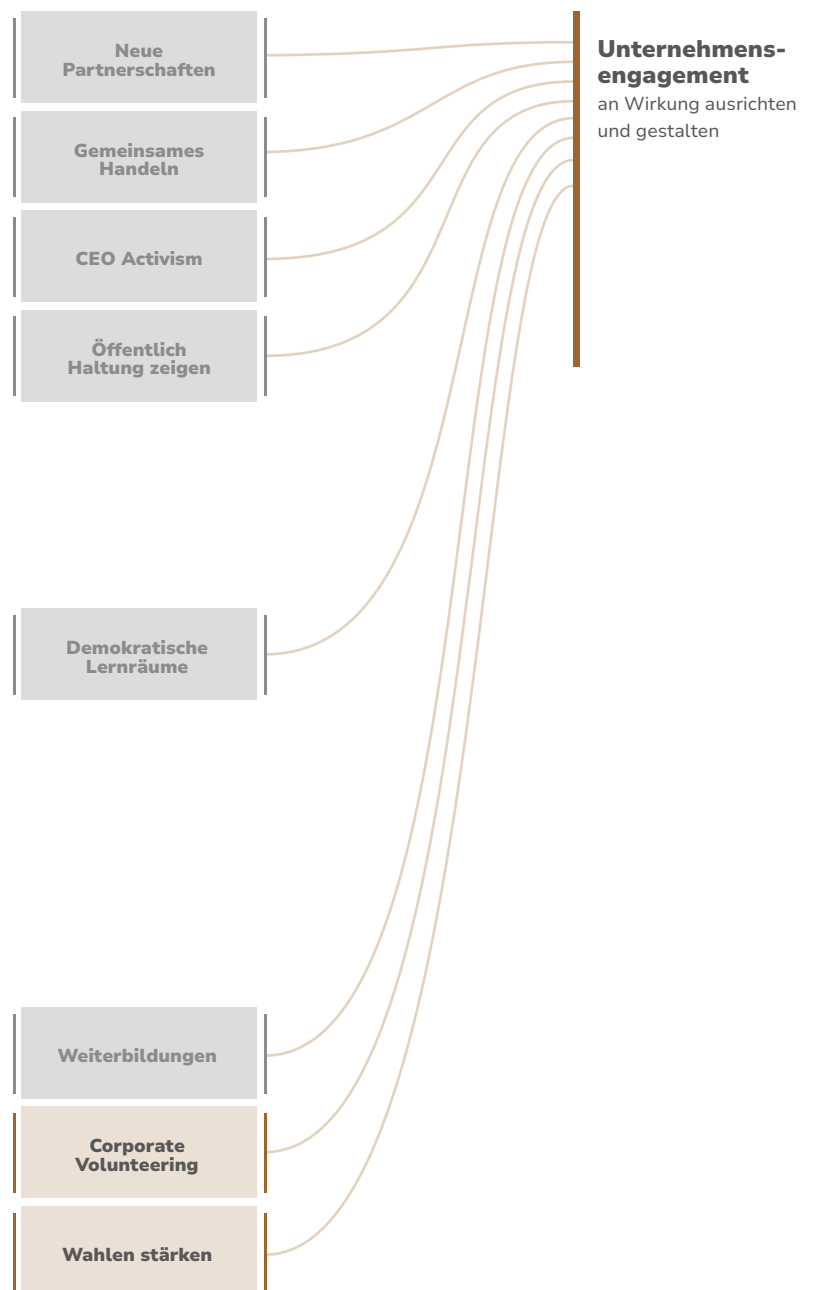 Neue
Partnerschaften
Gemeinsames
Handeln
CEO Activism
Öffentlich
Haltung zeigen
Demokratische
Lernräume
Weiterbildungen
Corporate
Volunteering
Wahlen stärken
Unternehmens-
engagement
an Wirkung ausrichten
und gestalten